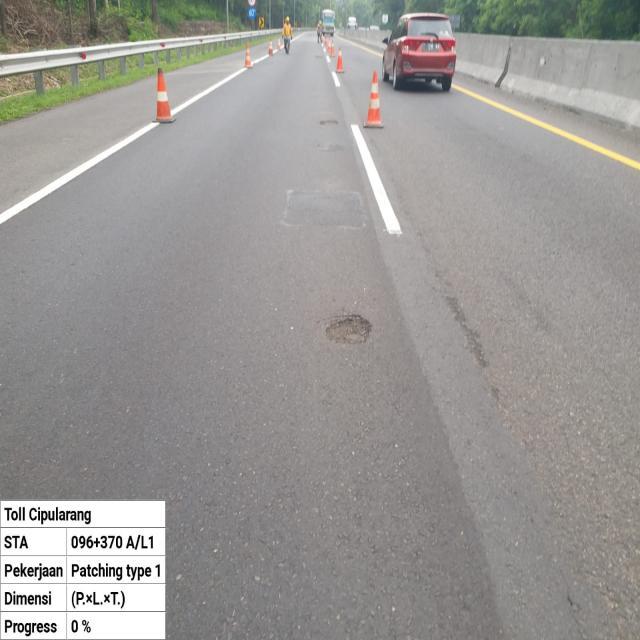 Toll Cipularang
STA 096+370 A/L1
Pekerjaan Patching type 1
Dimensi (P.×L.×T.)
Progress 0 %